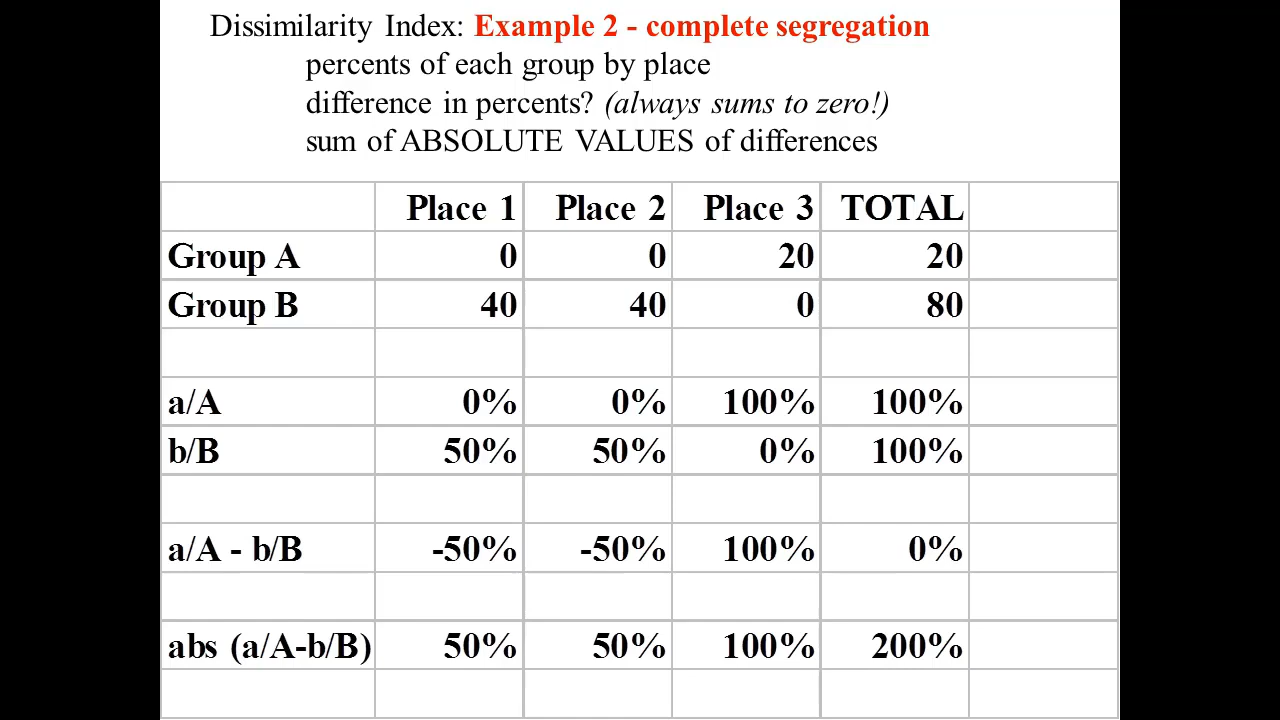 Dissimilarity Index: Example 2 - complete segregation
percents of each group by place
difference in percents? (always sums to zero!)
sum of ABSOLUTE VALUES of differences
Place 1 Place 2 Place 3 TOTAL
Group A 0 0 20 20
Group B 40 40 0 80
a/A 0% 0% 100% 100%
b/B 50% 50% 0% 100%
a/A - b/B -50% -50% 100% 0%
abs (a/A-b/B) 50% 50% 100% 200%